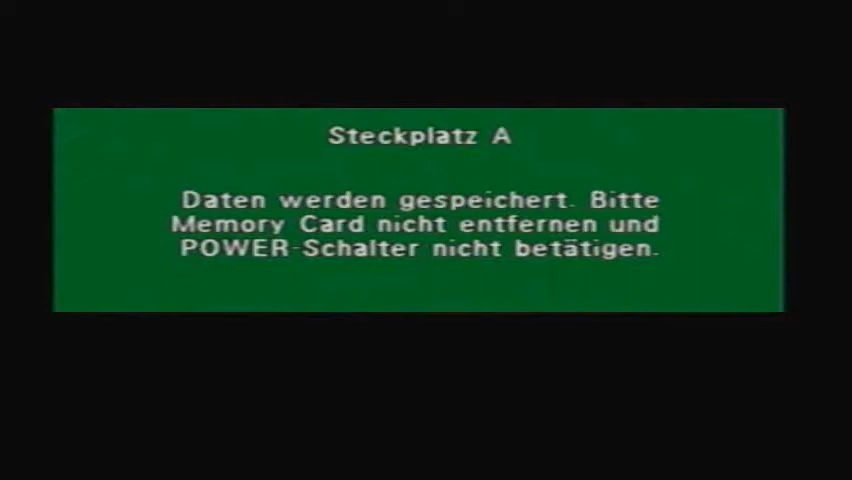 Steckplatz A
Daten werden gespeichert. Bitte
Memory Card nicht entfernen und
POWER-Schalter nicht betätigen.